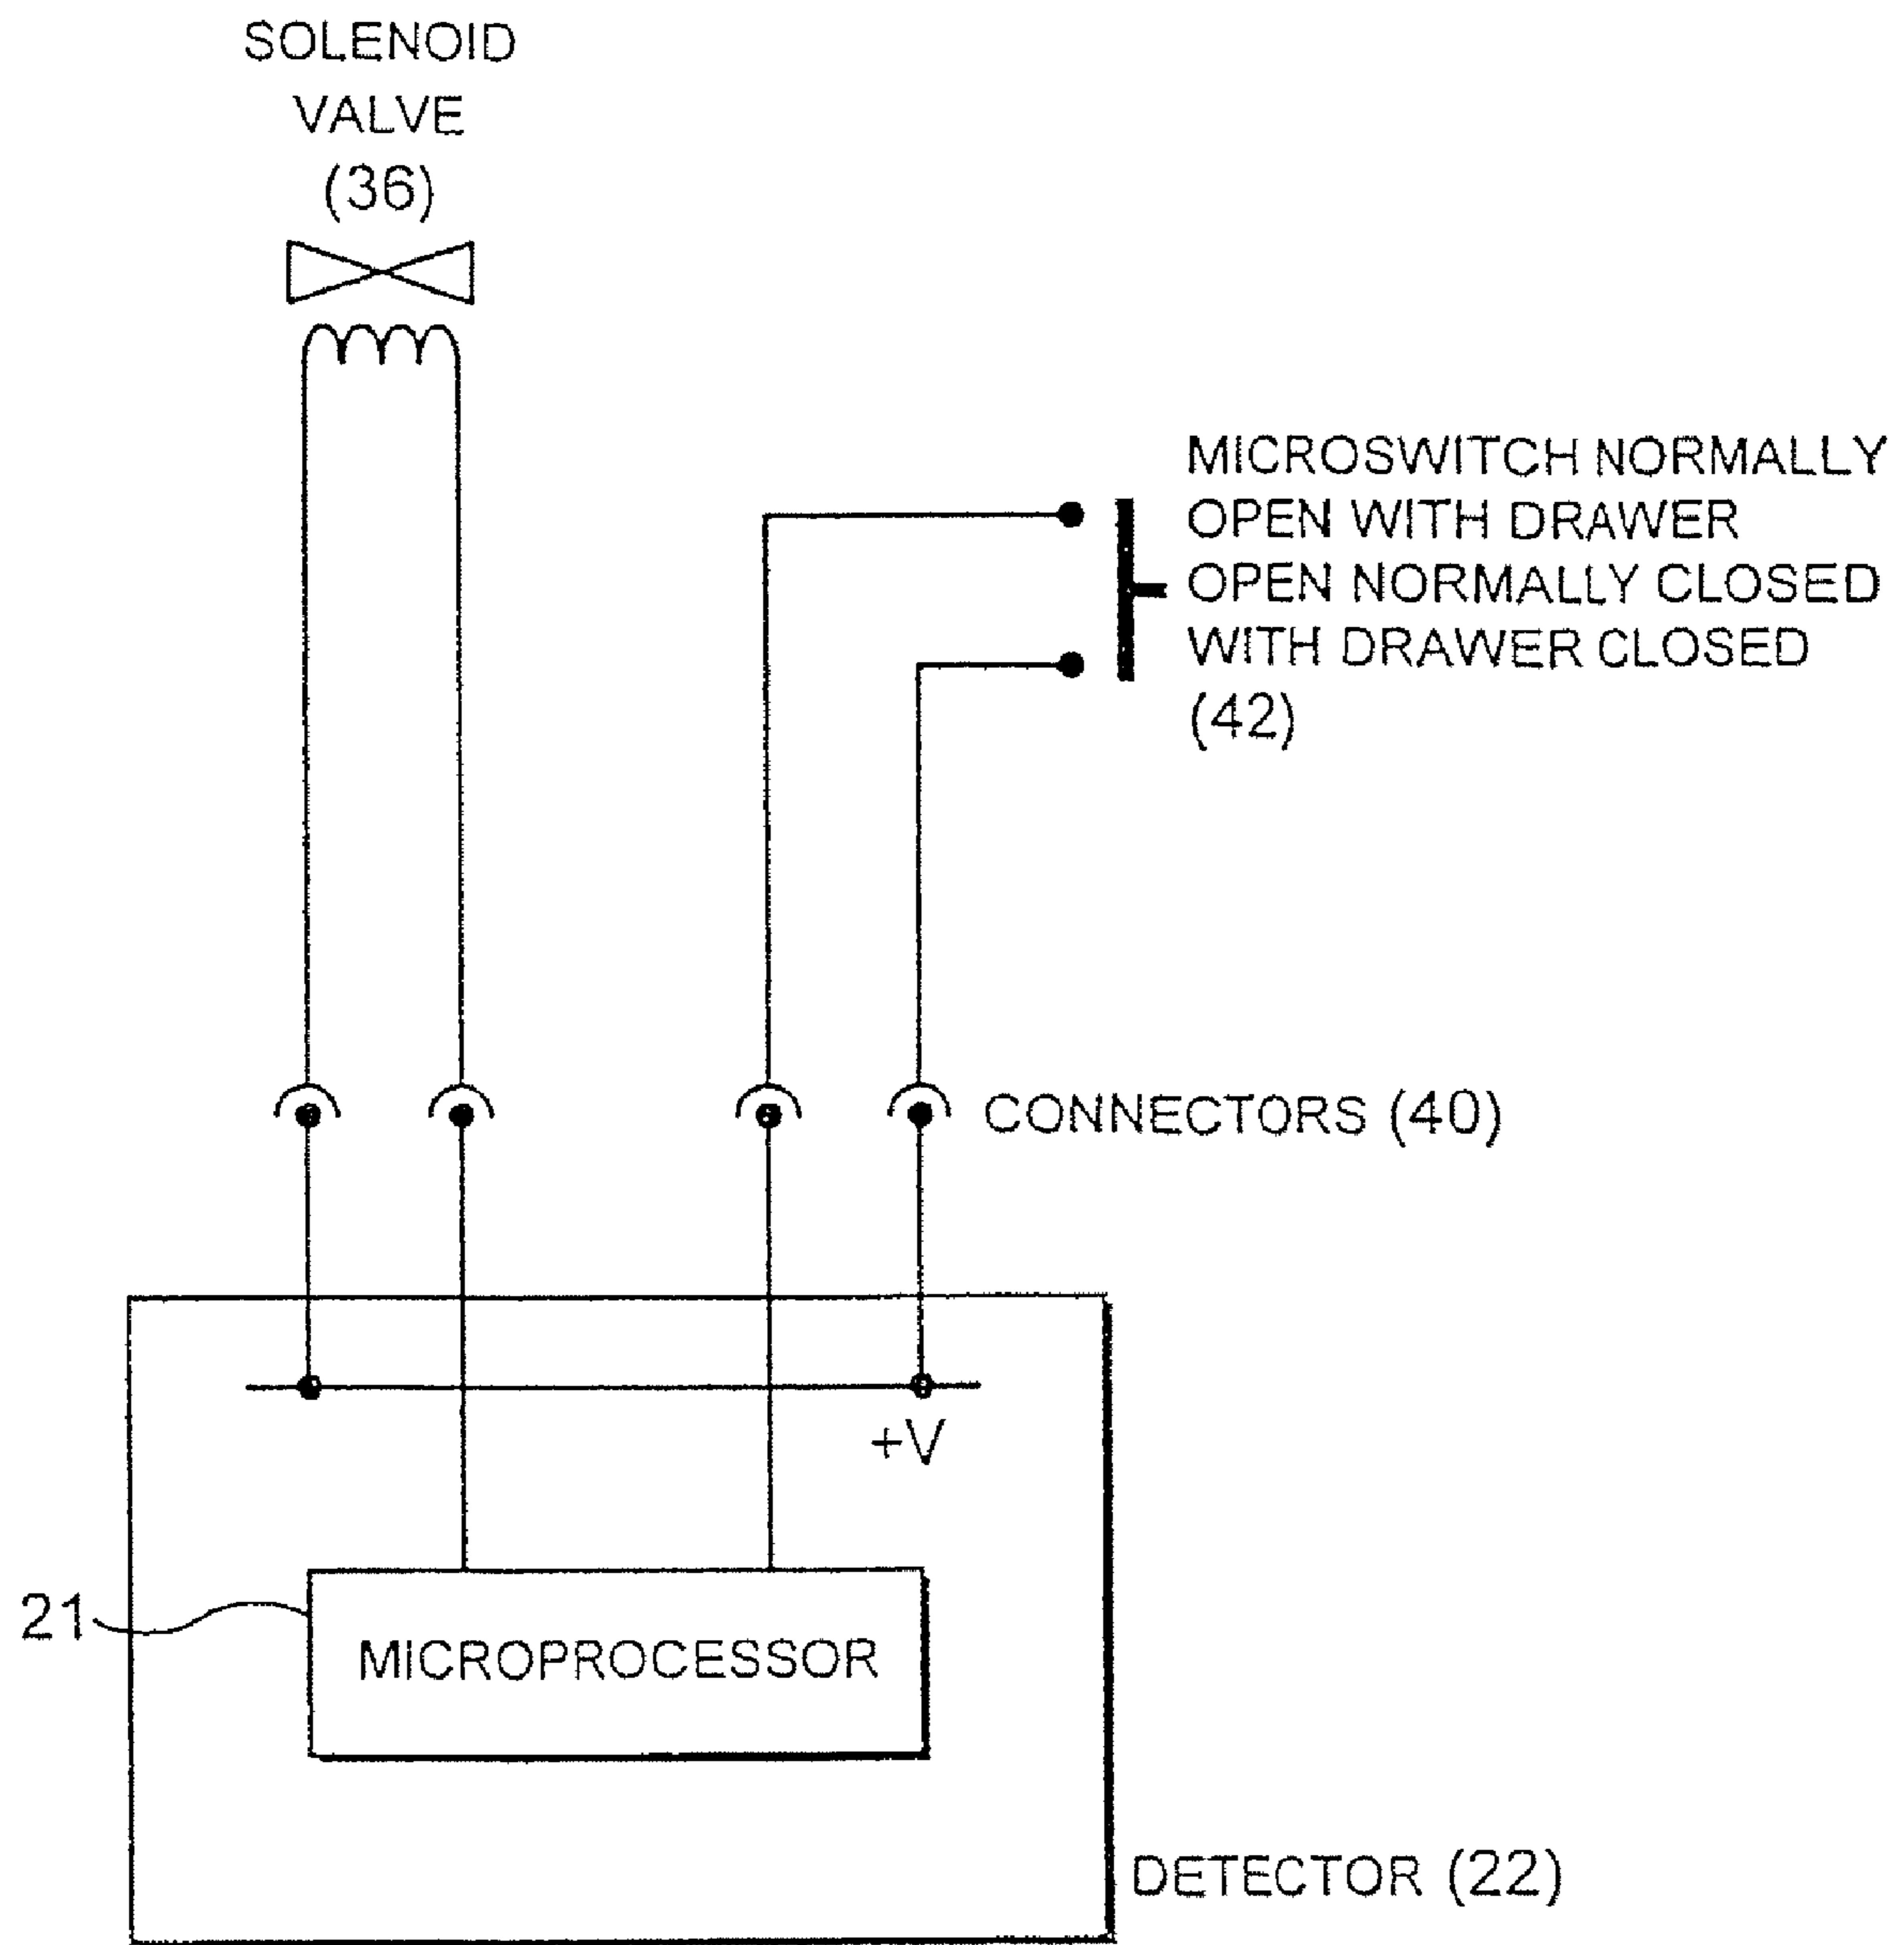 SOLENOID
VALVE
(36)
MICROSWITCH NORMALLY
OPEN WITH DRAWER
OPEN NORMALLY CLOSED
WITH DRAWER CLOSED
(42)
CONNECTORS (40)
+V
21
MICROPROCESSOR
DETECTOR (22)